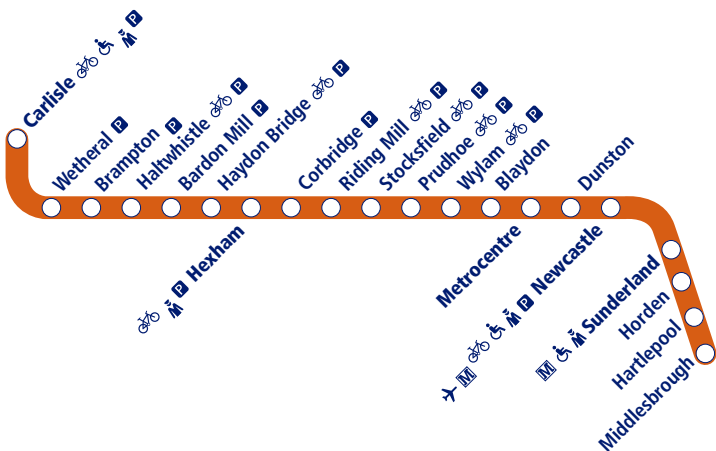 Carlisle P
Wetheral P
Brampton P
Haltwhistle P
Bardon Mill P
Haydon Bridge P
Hexham P
Corbridge P
Riding Mill P
Stocksfield P
Prudhoe P
Wylam P
Blaydon
Metrocentre
Dunston
M P Newcastle
M Sunderland
Horden
Hartlepool
Middlesbrough